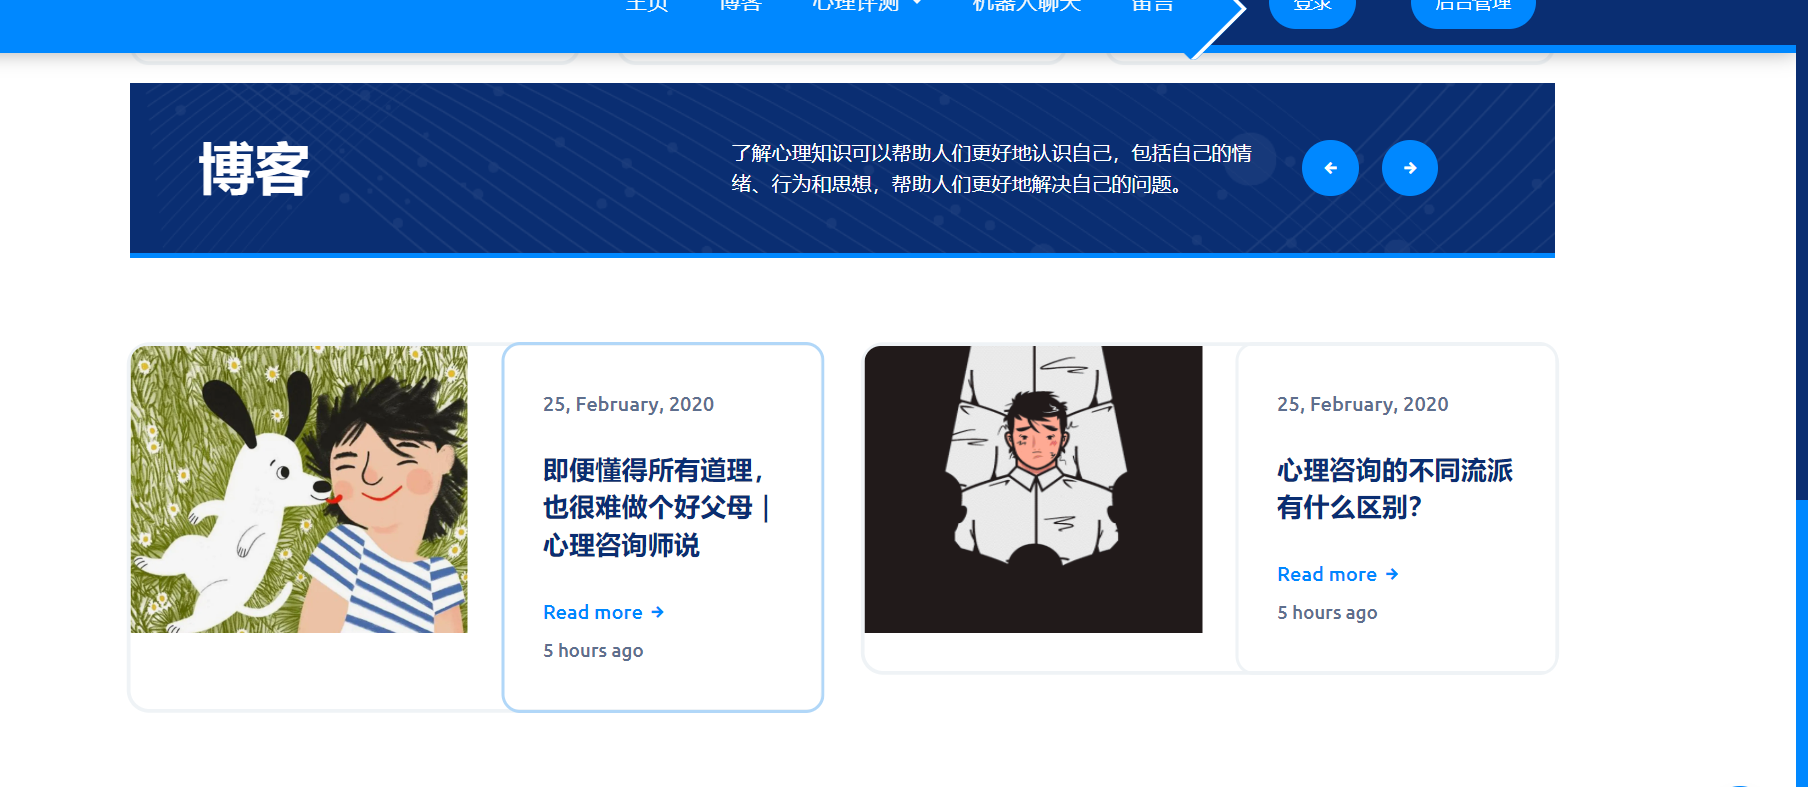 主页 博客 心理评测 机器人聊天 留言 登录 后台管理
博客
了解心理知识可以帮助人们更好地认识自己，包括自己的情
绪、行为和思想，帮助人们更好地解决自己的问题。
25, February, 2020
即便懂得所有道理，
也很难做个好父母｜
心理咨询师说
Read more
5 hours ago
25, February, 2020
心理咨询的不同流派
有什么区别？
Read more
5 hours ago